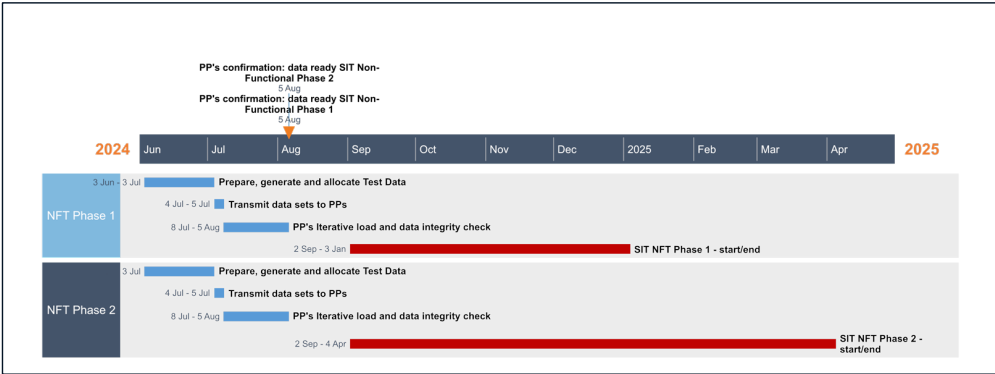 PP's confirmation: data ready SIT Non-
Functional Phase 2
5 Aug
PP's confirmation: data ready SIT Non-
Functional Phase 1
5 Aug
2024 Jun Jul Aug Sep Oct Nov Dec 2025 Feb Mar Apr 2025
NFT Phase 1
3 Jun - 3 Jul Prepare, generate and allocate Test Data
4 Jul - 5 Jul Transmit data sets to PPs
8 Jul - 5 Aug PP's Iterative load and data integrity check
2 Sep - 3 Jan SIT NFT Phase 1 - start/end
NFT Phase 2
3 Jul Prepare, generate and allocate Test Data
4 Jul - 5 Jul Transmit data sets to PPs
8 Jul - 5 Aug PP's Iterative load and data integrity check
2 Sep - 4 Apr SIT NFT Phase 2 -
start/end